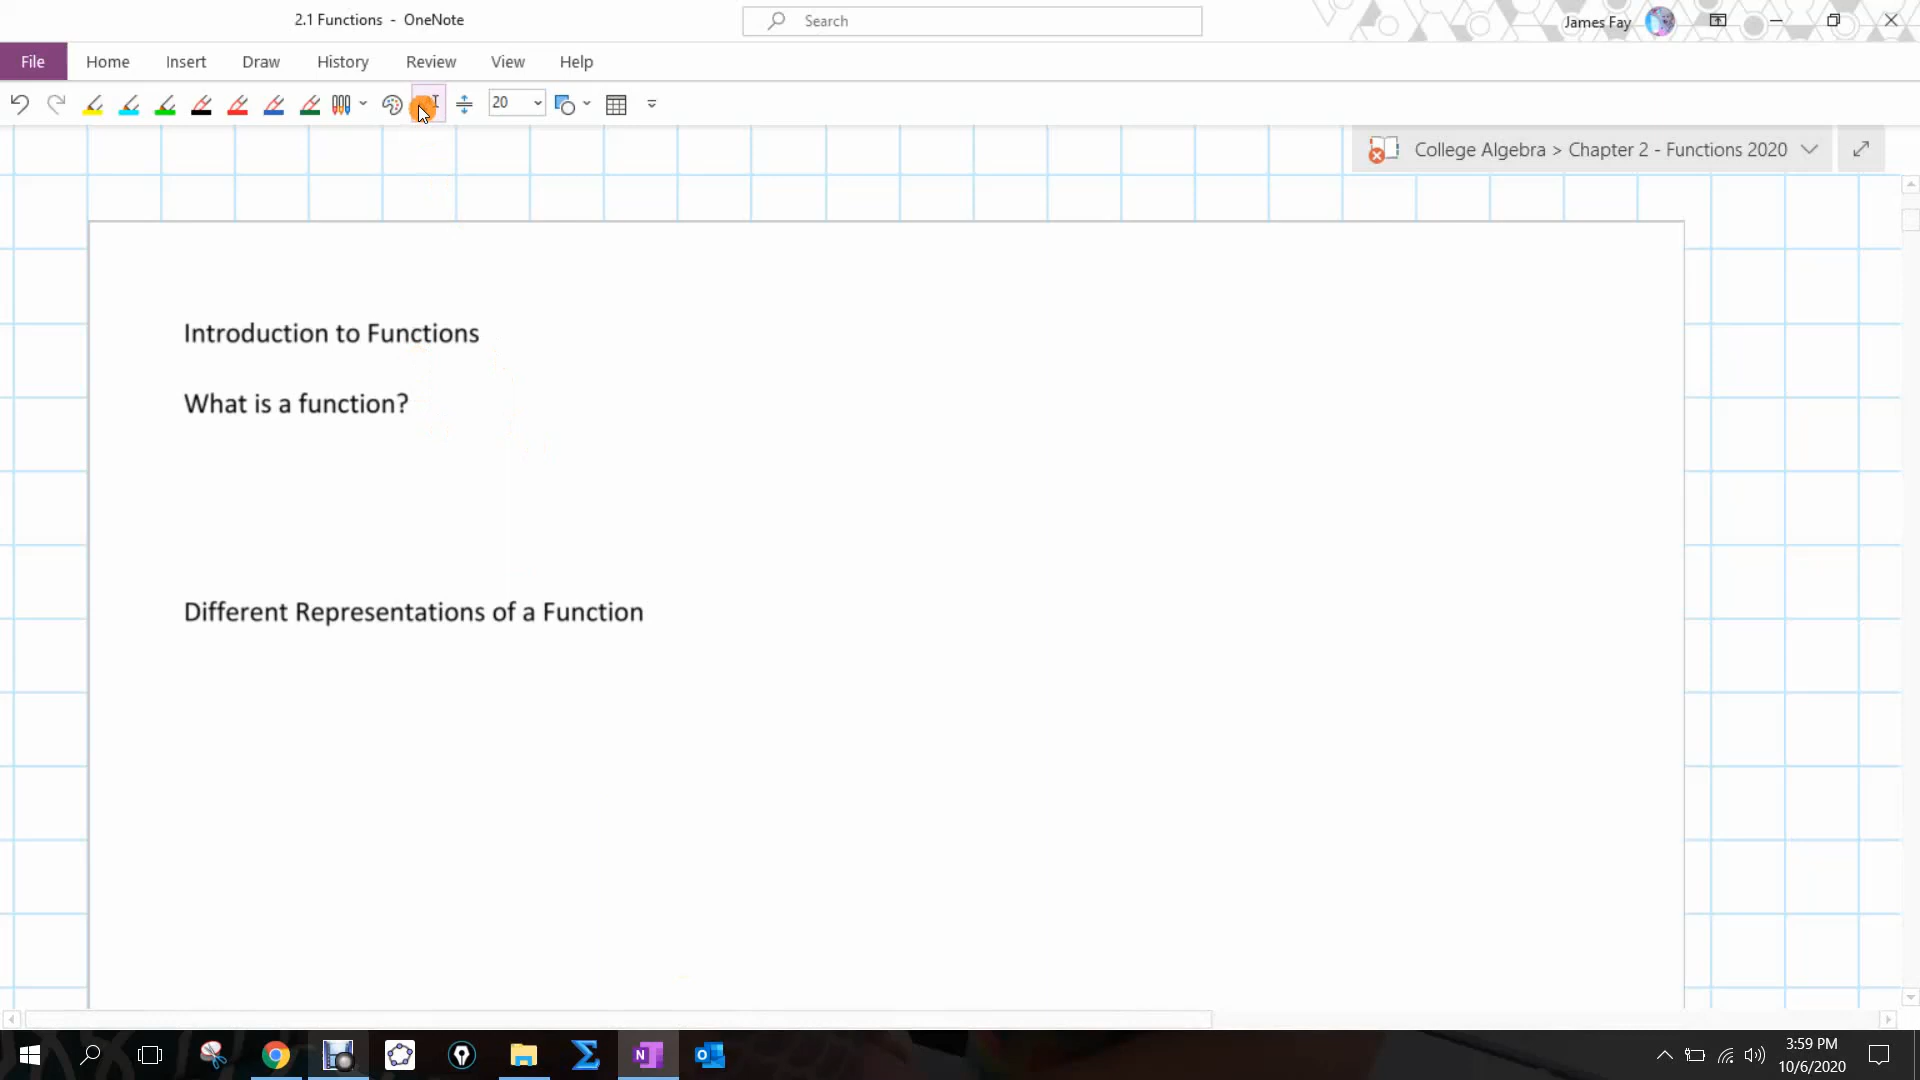 2.1 Functions - OneNote
Search
James Fay
File Home Insert Draw History Review View Help
20
College Algebra > Chapter 2 - Functions 2020
Introduction to Functions
What is a function?
Different Representations of a Function
3:59 PM
10/6/2020